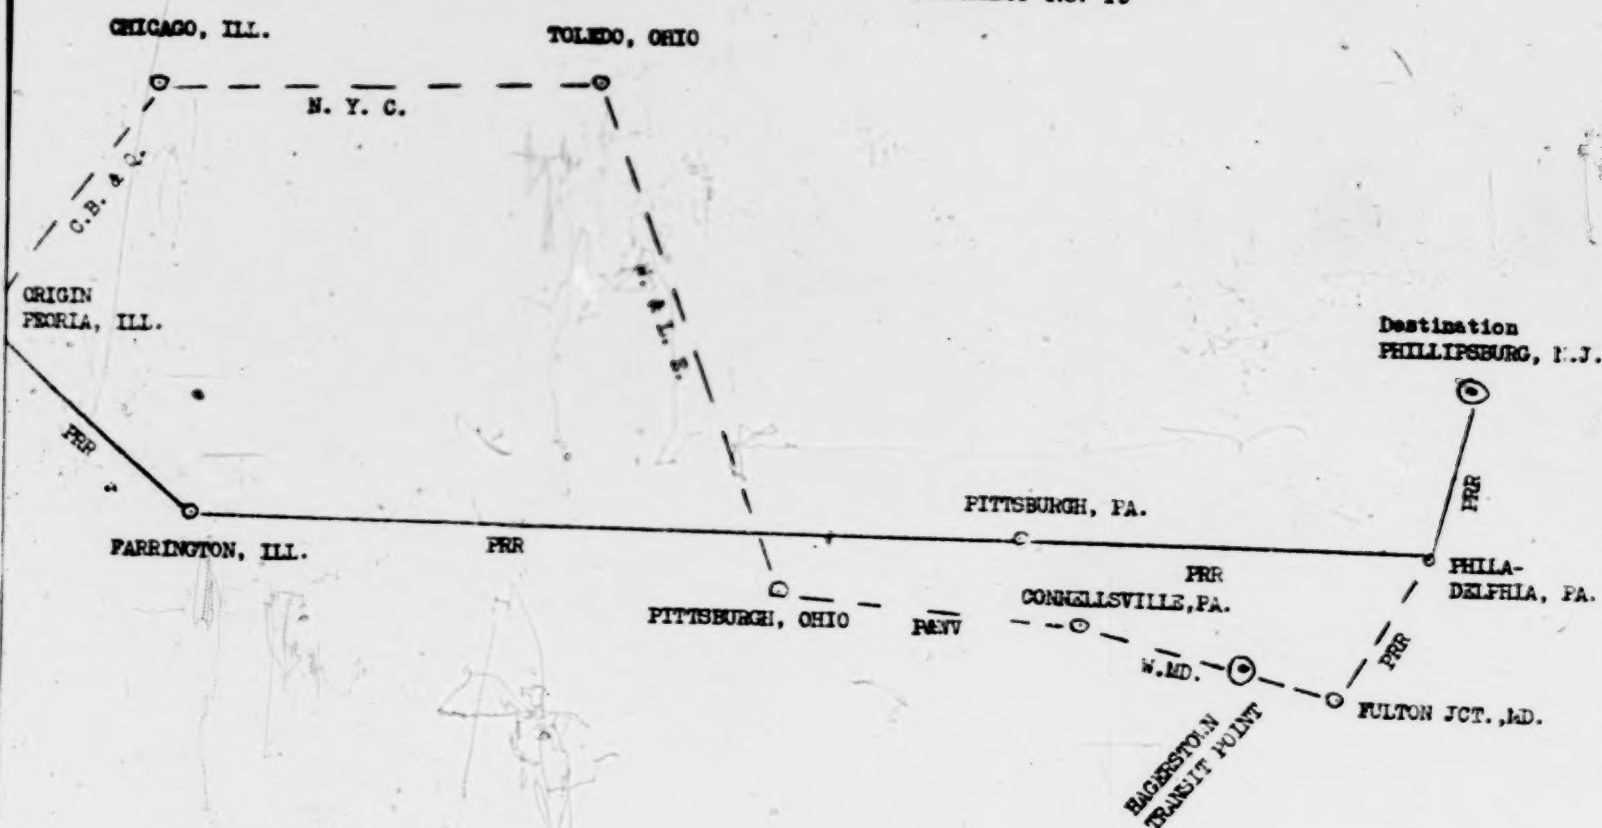 CHICAGO, ILL.
TOLEDO, OHIO
N. Y. C.
C.B. & Q.
ORIGIN
PEORIA, ILL.
& L. E.
Destination
PHILLIPSBURG, N.J.
PRR
PRR
PITTSBURGH, PA.
FARRINGTON, ILL.
PRR
PRR
PHILA-
DELPHIA, PA.
CONNELLSVILLE,PA.
PITTSBURGH, OHIO
P&WV
W.MD.
PRR
FULTON JCT.,MD.
HAGERSTOWN
TRANSIT POINT